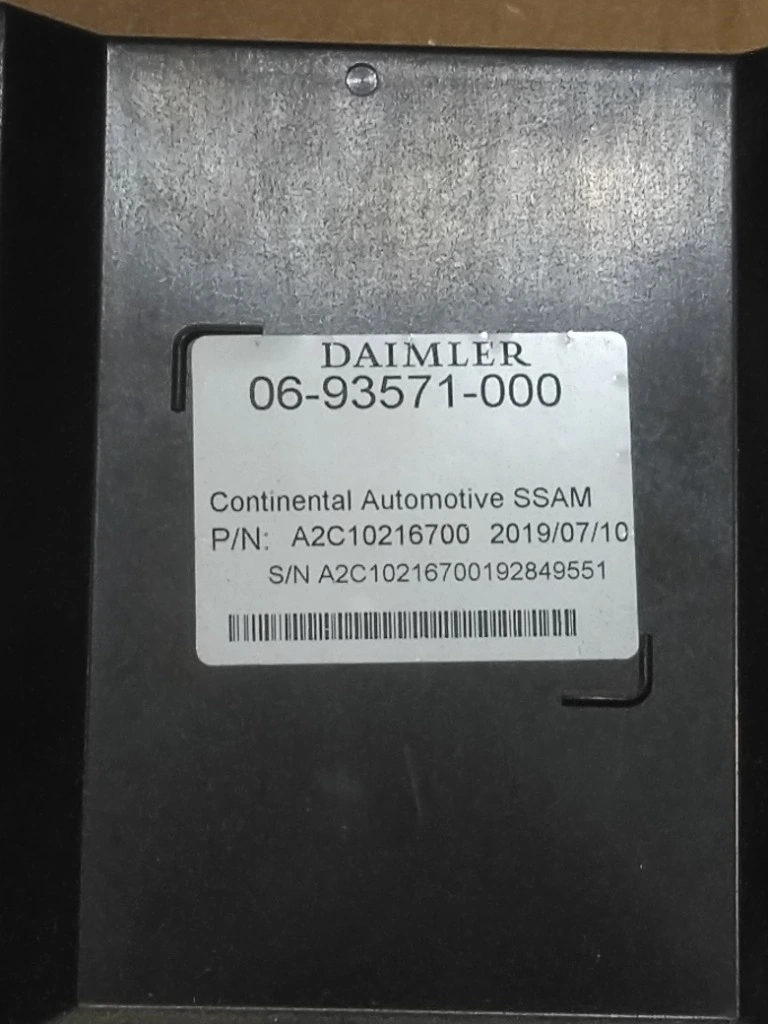 DAIMLER
06-93571-000
Continental Automotive SSAM
P/N: A2C10216700 2019/07/10
S/N A2C10216700192849551